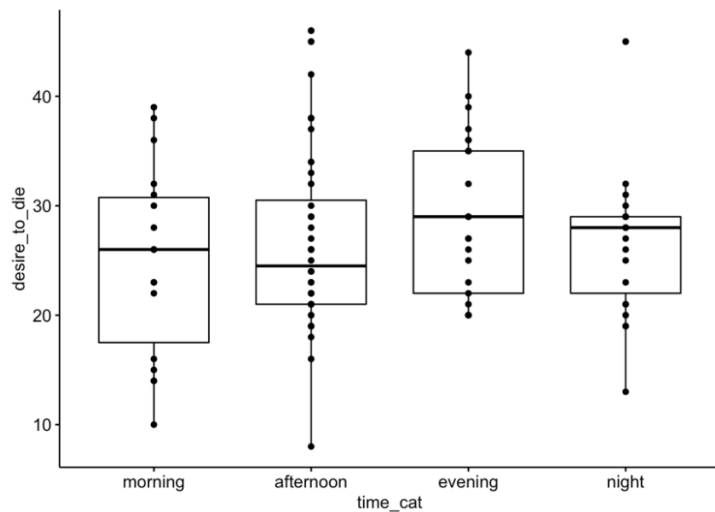 40
30
20
10
desire_to_die
morning afternoon evening night
time_cat